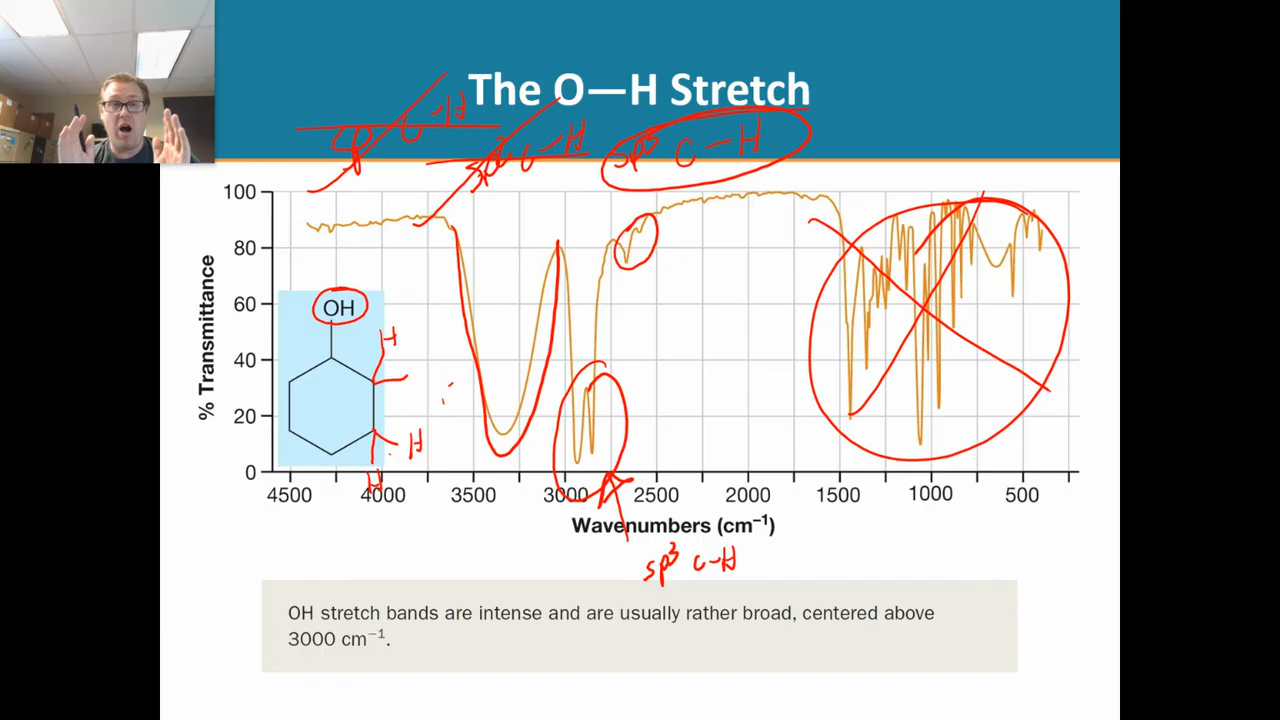 The O—H Stretch
sp C-H
sp² C-H
sp³ C-H
100
80
60
40
20
0
% Transmittance
OH
H
H
H
4500
4000
3500
3000
2500
2000
1500
1000
500
Wavenumbers (cm⁻¹)
sp³ C-H
OH stretch bands are intense and are usually rather broad, centered above
3000 cm⁻¹.